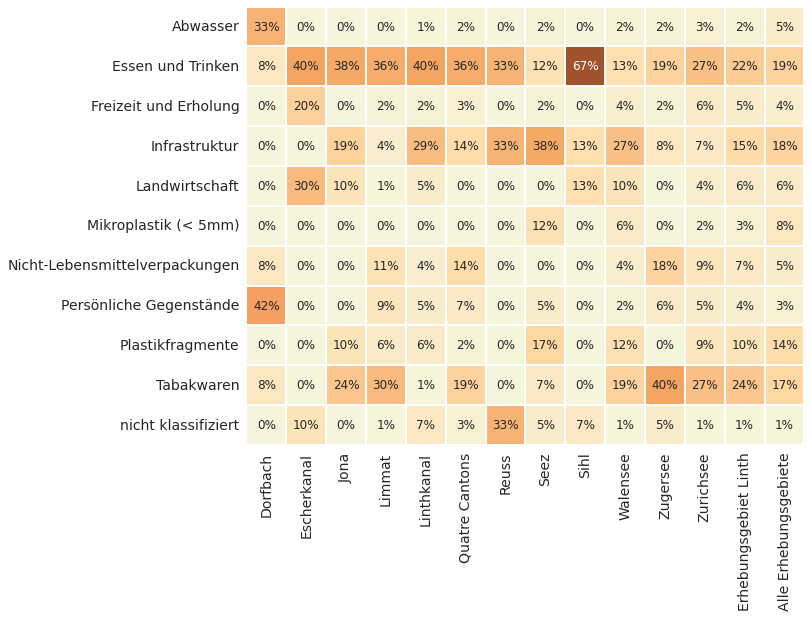 Abwasser 33% 0% 0% 0% 1% 2% 0% 2% 0% 2% 2% 3% 2% 5%
Essen und Trinken 8% 40% 38% 36% 40% 36% 33% 12% 67% 13% 19% 27% 22% 19%
Freizeit und Erholung 0% 20% 0% 2% 2% 3% 0% 2% 0% 4% 2% 6% 5% 4%
Infrastruktur 0% 0% 19% 4% 29% 14% 33% 38% 13% 27% 8% 7% 15% 18%
Landwirtschaft 0% 30% 10% 1% 5% 0% 0% 0% 13% 10% 0% 4% 6% 6%
Mikroplastik (< 5mm) 0% 0% 0% 0% 0% 0% 0% 12% 0% 6% 0% 2% 3% 8%
Nicht-Lebensmittelverpackungen 8% 0% 0% 11% 4% 14% 0% 0% 0% 4% 18% 9% 7% 5%
Persönliche Gegenstände 42% 0% 0% 9% 5% 7% 0% 5% 0% 2% 6% 5% 4% 3%
Plastikfragmente 0% 0% 10% 6% 6% 2% 0% 17% 0% 12% 0% 9% 10% 14%
Tabakwaren 8% 0% 24% 30% 1% 19% 0% 7% 0% 19% 40% 27% 24% 17%
nicht klassifiziert 0% 10% 0% 1% 7% 3% 33% 5% 7% 1% 5% 1% 1% 1%
Dorfbach
Escherkanal
Jona
Limmat
Linthkanal
Quatre Cantons
Reuss
Seez
Sihl
Walensee
Zugersee
Zurichsee
Erhebungsgebiet Linth
Alle Erhebungsgebiete